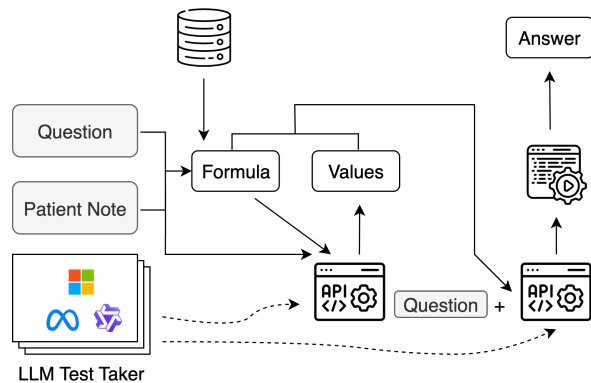 Answer
Question
Formula
Values
Patient Note
API
</>
Question +
API
</>
LLM Test Taker